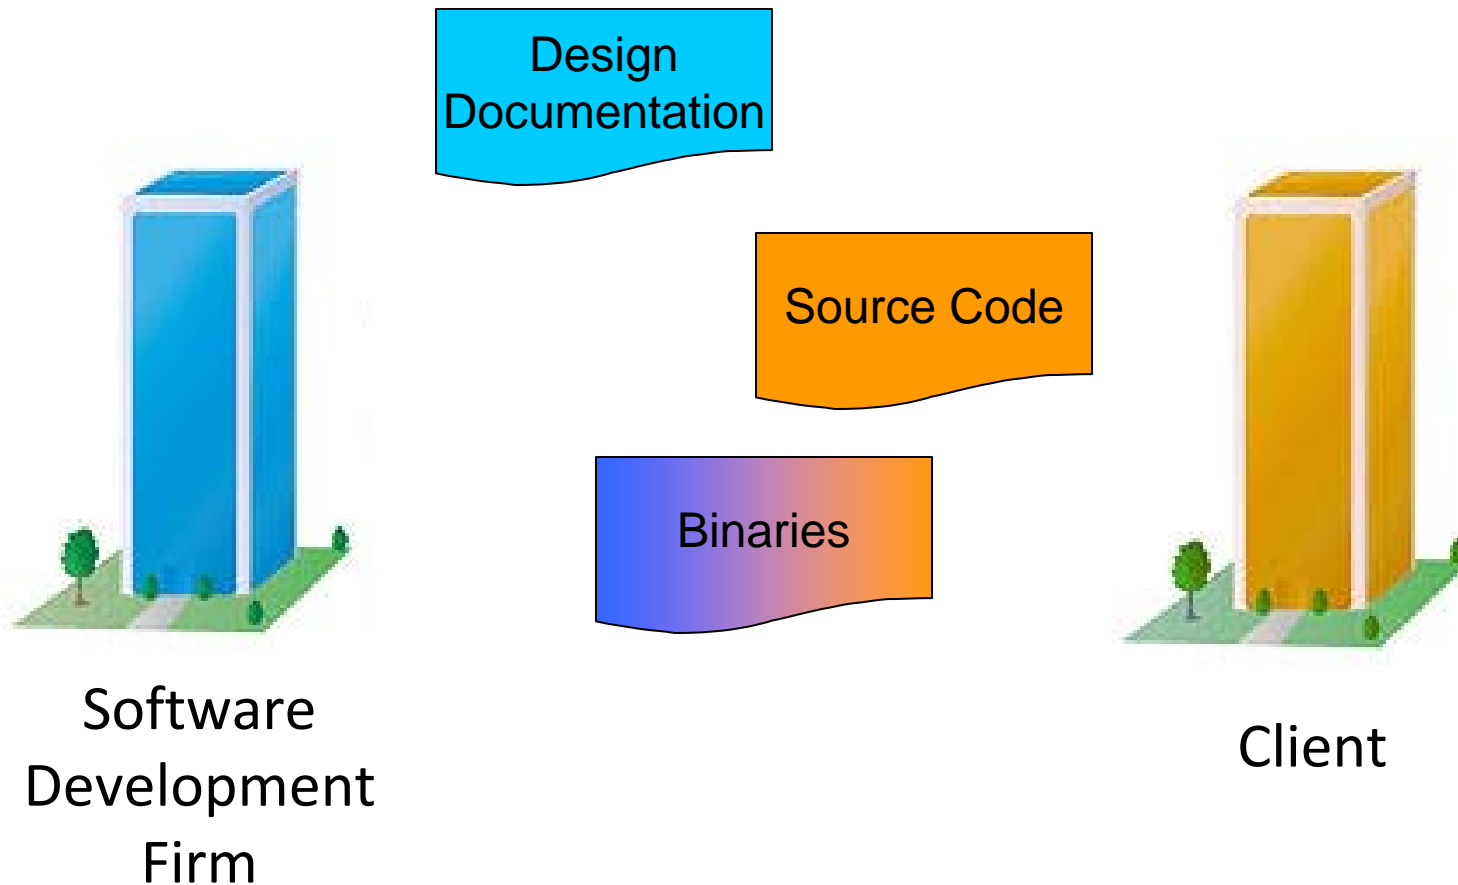 Design
Documentation
Source Code
Binaries
Software
Development
Firm
Client